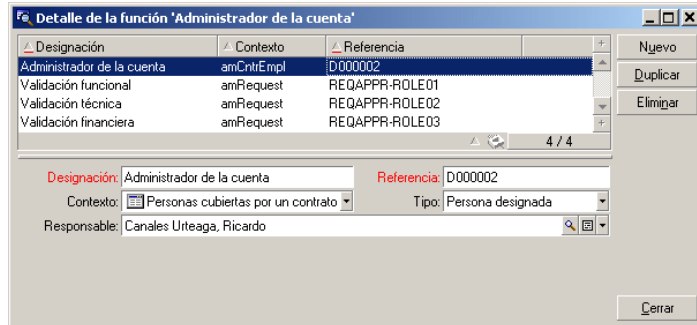 Detalle de la función 'Administrador de la cuenta'
Designación Contexto Referencia
Administrador de la cuenta amCntrEmpl D000002
Validación funcional amRequest REQAPPR-ROLE01
Validación técnica amRequest REQAPPR-ROLE02
Validación financiera amRequest REQAPPR-ROLE03
4 / 4
Nuevo
Duplicar
Eliminar
Designación: Administrador de la cuenta Referencia: D000002
Contexto: Personas cubiertas por un contrato Tipo: Persona designada
Responsable: Canales Urteaga, Ricardo
Cerrar